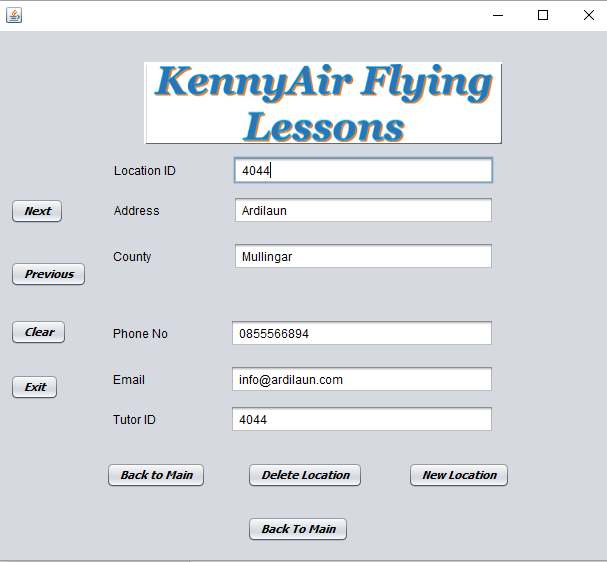 KennyAir Flying
Lessons
Location ID 4044
Next Address Ardilaun
County Mullingar
Previous
Clear Phone No 0855566894
Email info@ardilaun.com
Exit
Tutor ID 4044
Back to Main Delete Location New Location
Back To Main